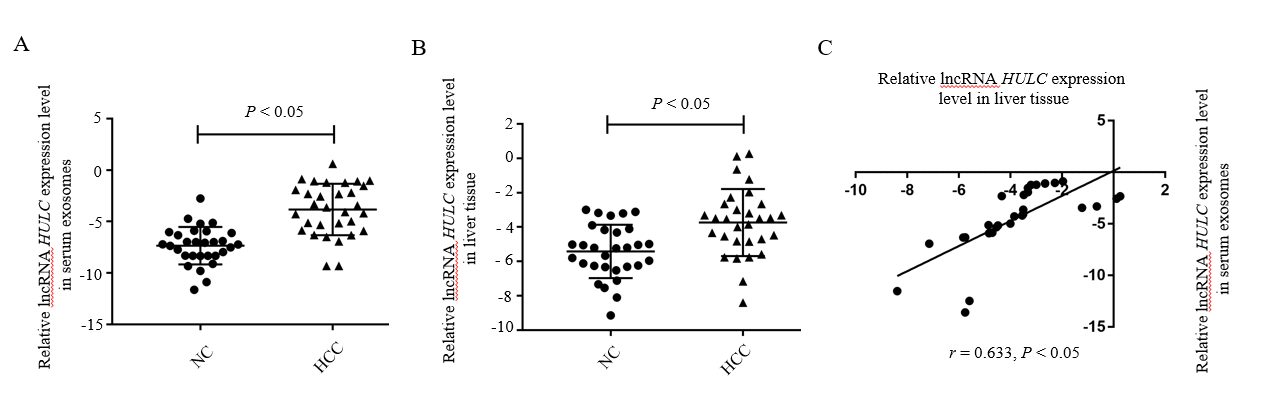 A
Relative lncRNA HULC expression level
in serum exosomes
P < 0.05
5
0
-5
-10
-15
NC
HCC
B
Relative lncRNA HULC expression level
in liver tissue
P < 0.05
2
0
-2
-4
-6
-8
-10
NC
HCC
C
Relative lncRNA HULC expression
level in liver tissue
5
-10
-8
-6
-4
-2
2
-5
-10
-15
Relative lncRNA HULC expression level
in serum exosomes
r = 0.633, P < 0.05